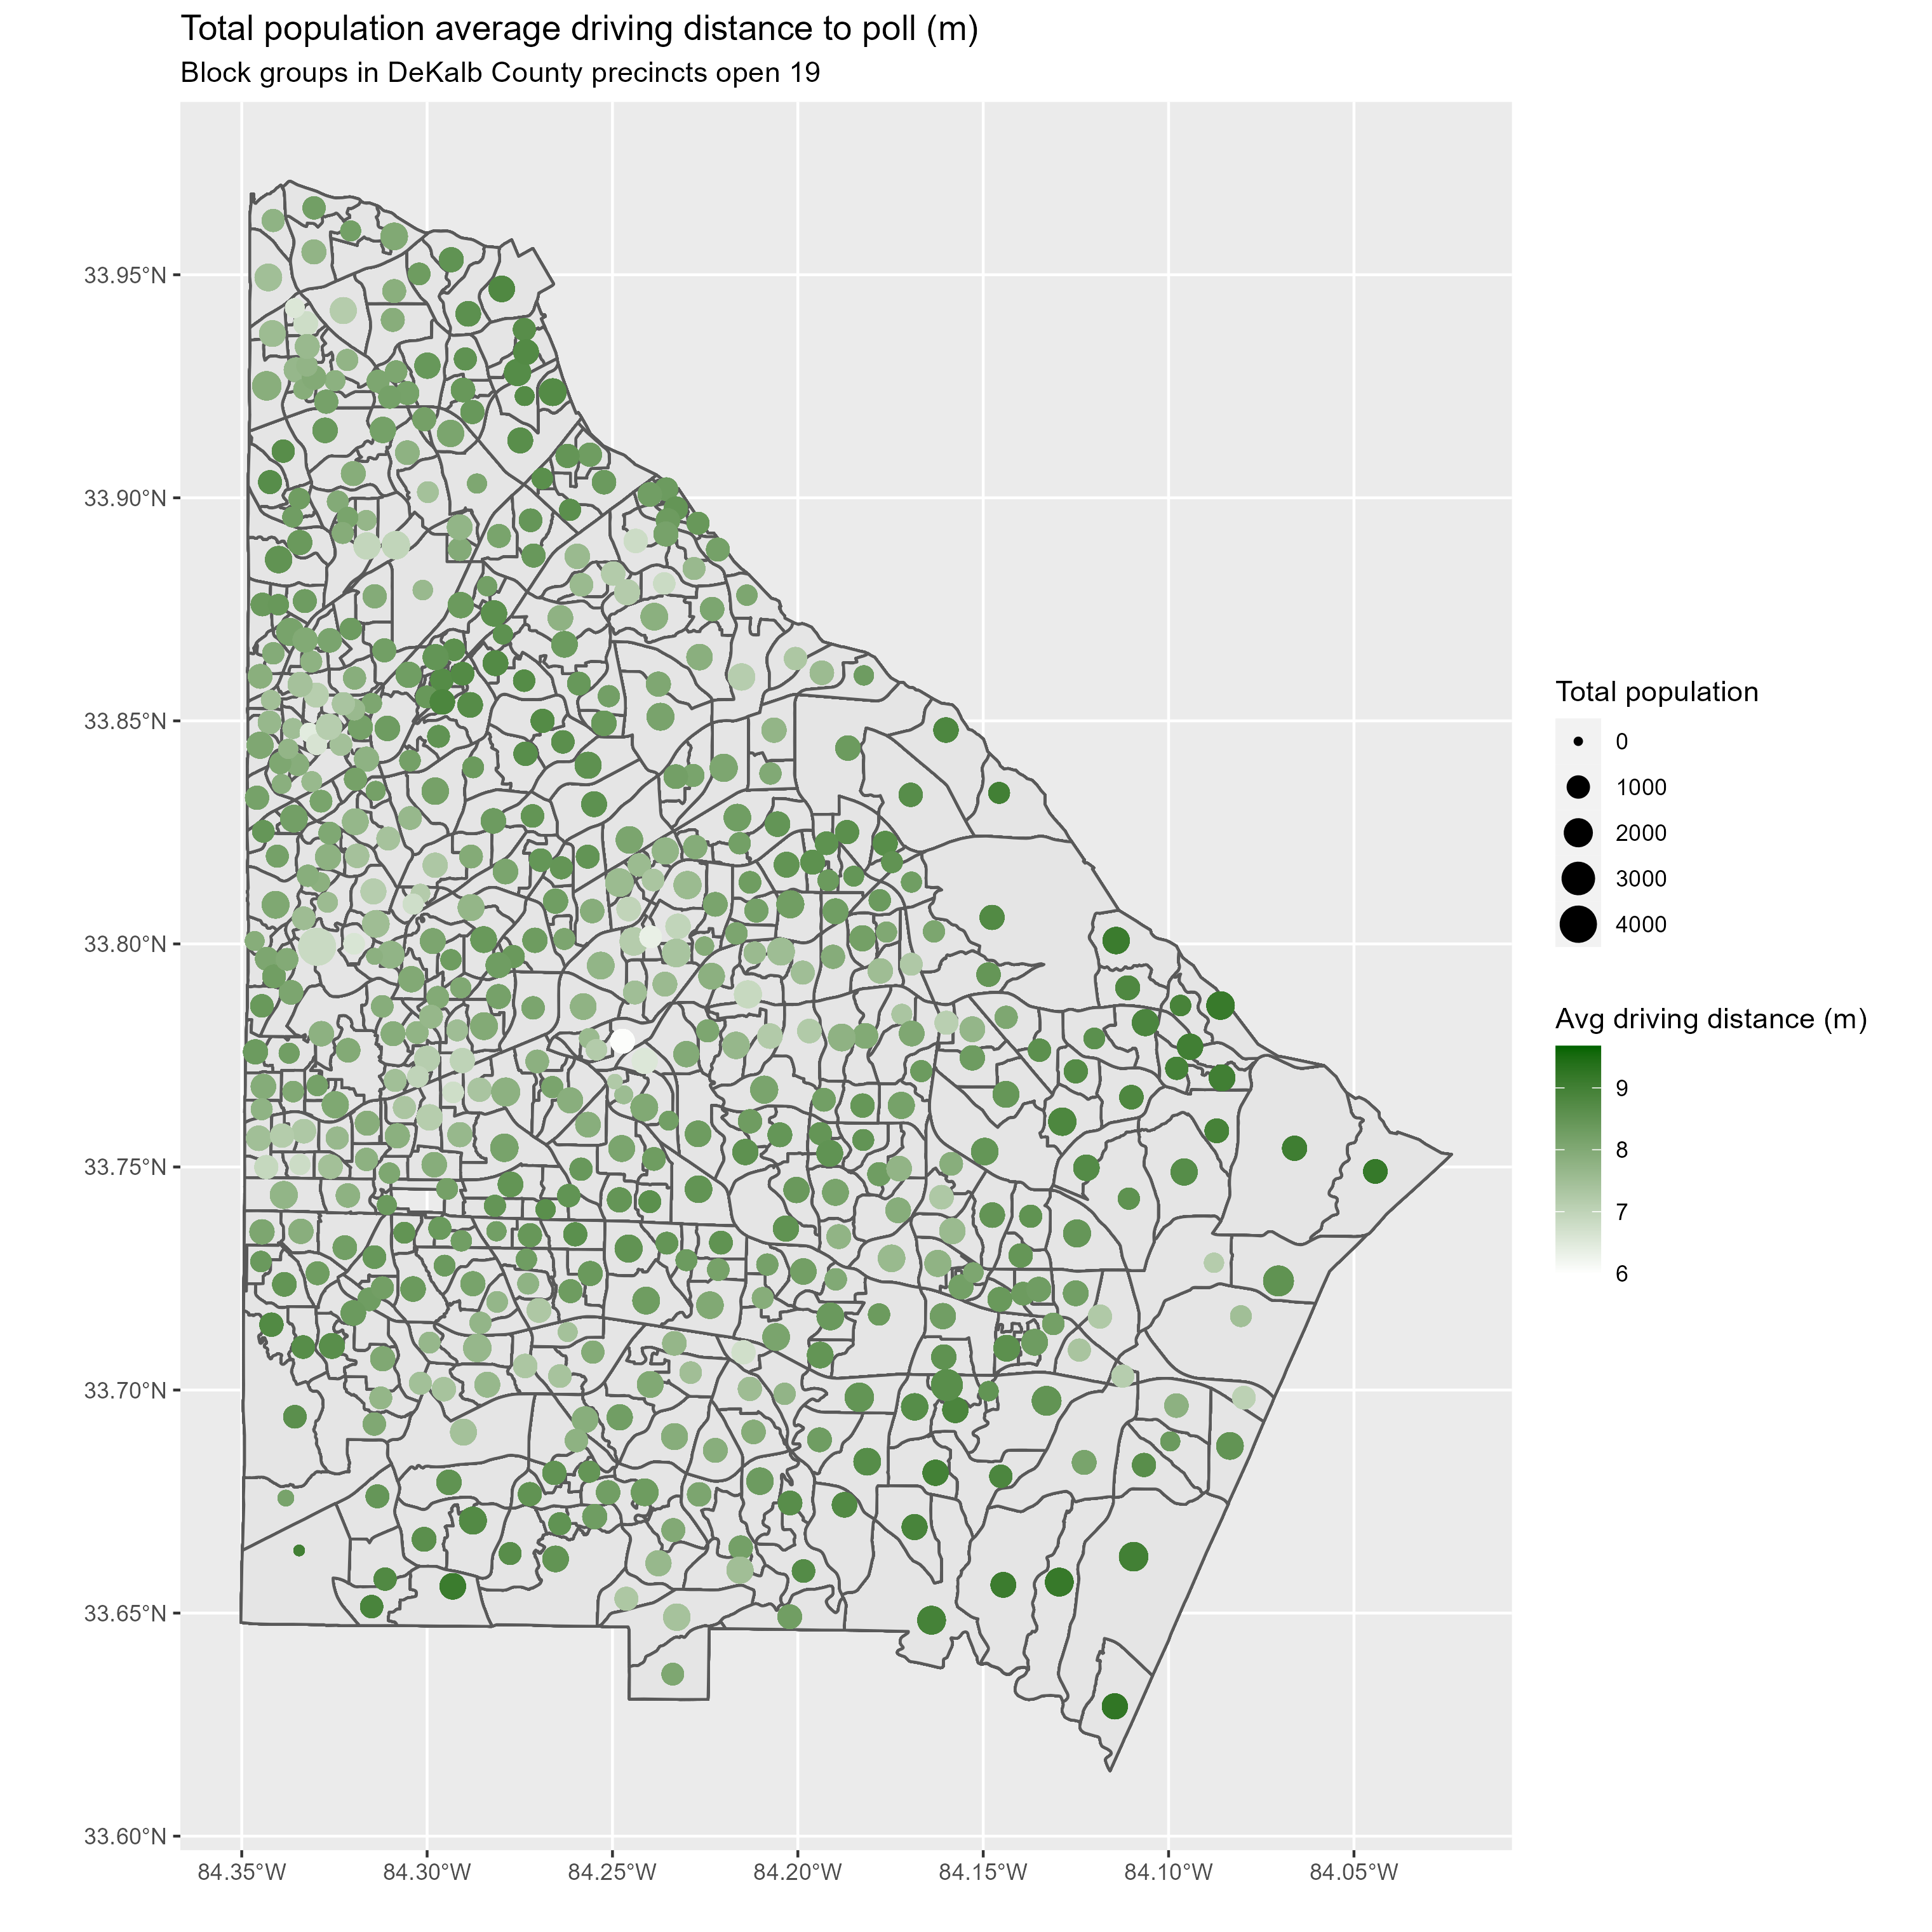 Total population average driving distance to poll (m)
Block groups in DeKalb County precincts open 19
33.95°N
33.90°N
33.85°N
33.80°N
33.75°N
33.70°N
33.65°N
33.60°N
84.35°W
84.30°W
84.25°W
84.20°W
84.15°W
84.10°W
84.05°W
Total population
0
1000
2000
3000
4000
Avg driving distance (m)
9
8
7
6